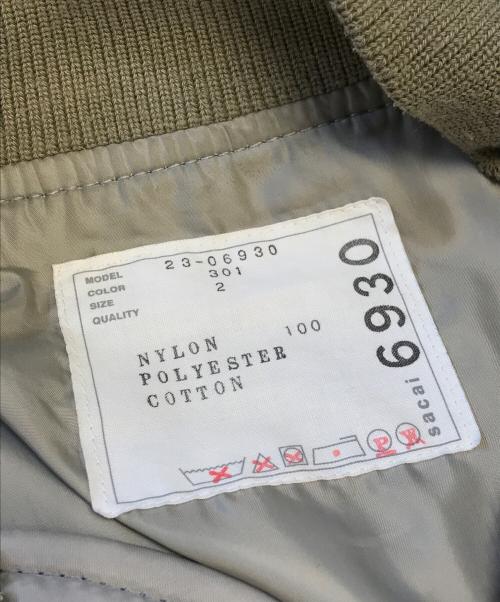 MODEL 23-06930
COLOR 301
SIZE 2
QUALITY
NYLON 100
POLYESTER
COTTON
6930
sacai
P W